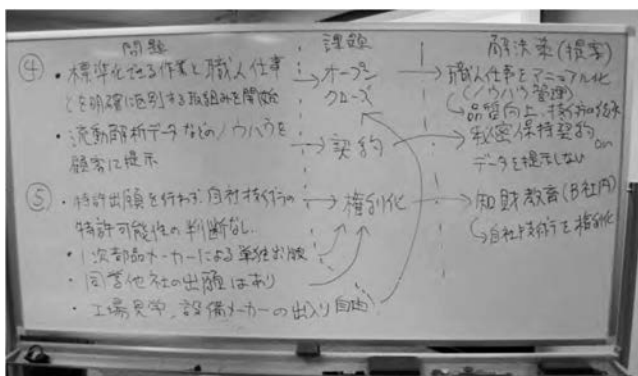 問題 課題 解決策(提案)
④ ・標準化できる作業と職人仕事 → オープン → 職人仕事をマニュアル化
とを明確に区別する取組みを開始 クローズ (ノウハウ管理)
↳品質向上、技術の伝承
・流動解析データなどのノウハウを → 契約 → 秘密保持契約
顧客に提示 データを提示しない
⑤ ・特許出願を行わず、自社技術の → 権利化 → 知財教育(B社内)
特許可能性の判断なし ↳自社技術を権利化
・1次部品メーカーによる単独出願
・同業他社の出願はあり
・工場見学、設備メーカーの出入り自由